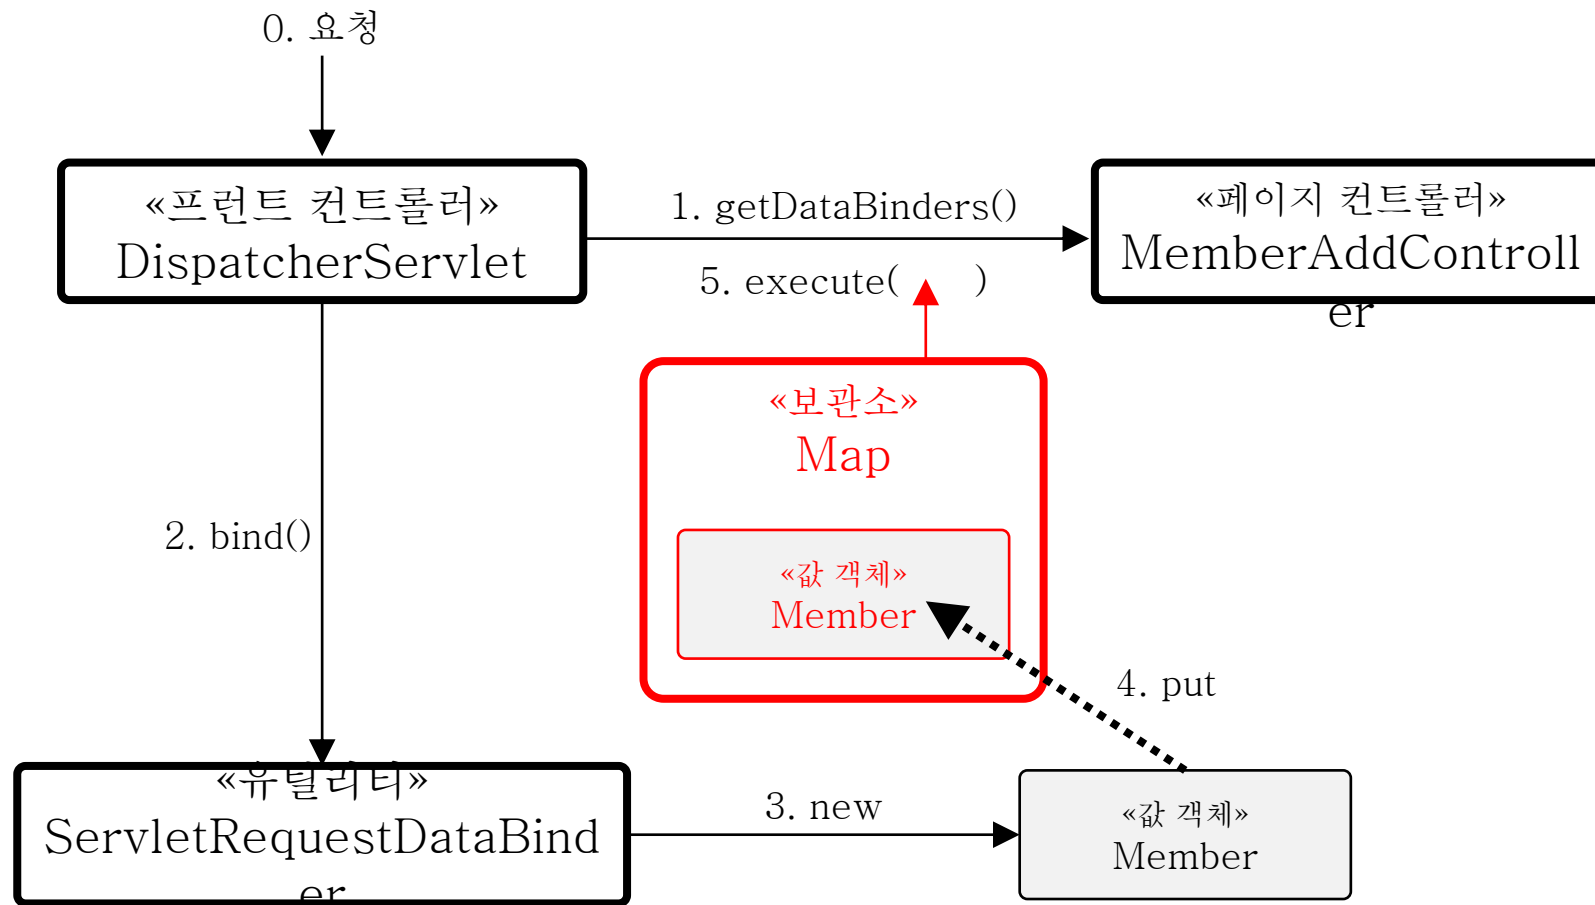 0. 요청
«프런트 컨트롤러»
DispatcherServlet
1. getDataBinders()
5. execute( )
«페이지 컨트롤러»
MemberAddControll
er
«보관소»
Map
«값 객체»
Member
2. bind()
4. put
«유틸리티»
ServletRequestDataBind
er
3. new
«값 객체»
Member